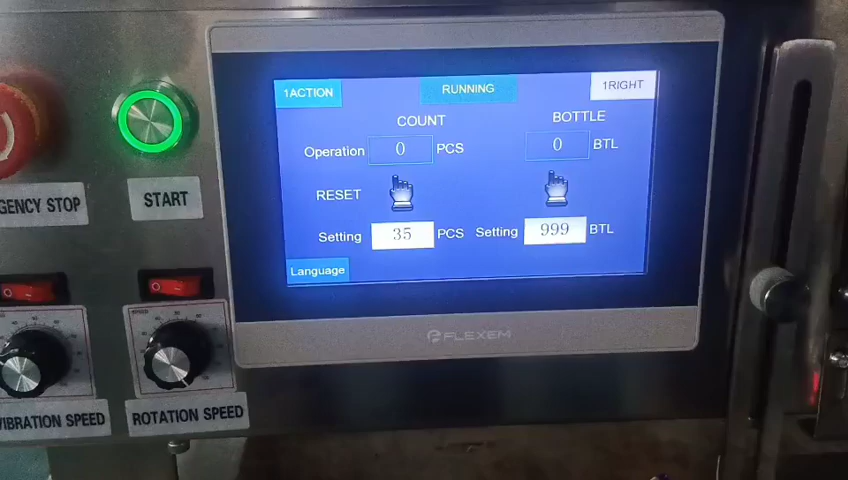 1ACTION
RUNNING
1RIGHT
COUNT
BOTTLE
Operation 0 PCS
0 BTL
RESET
Setting 35 PCS
Setting 999 BTL
Language
FLEXEM
GENCY STOP
START
VIBRATION SPEED
ROTATION SPEED